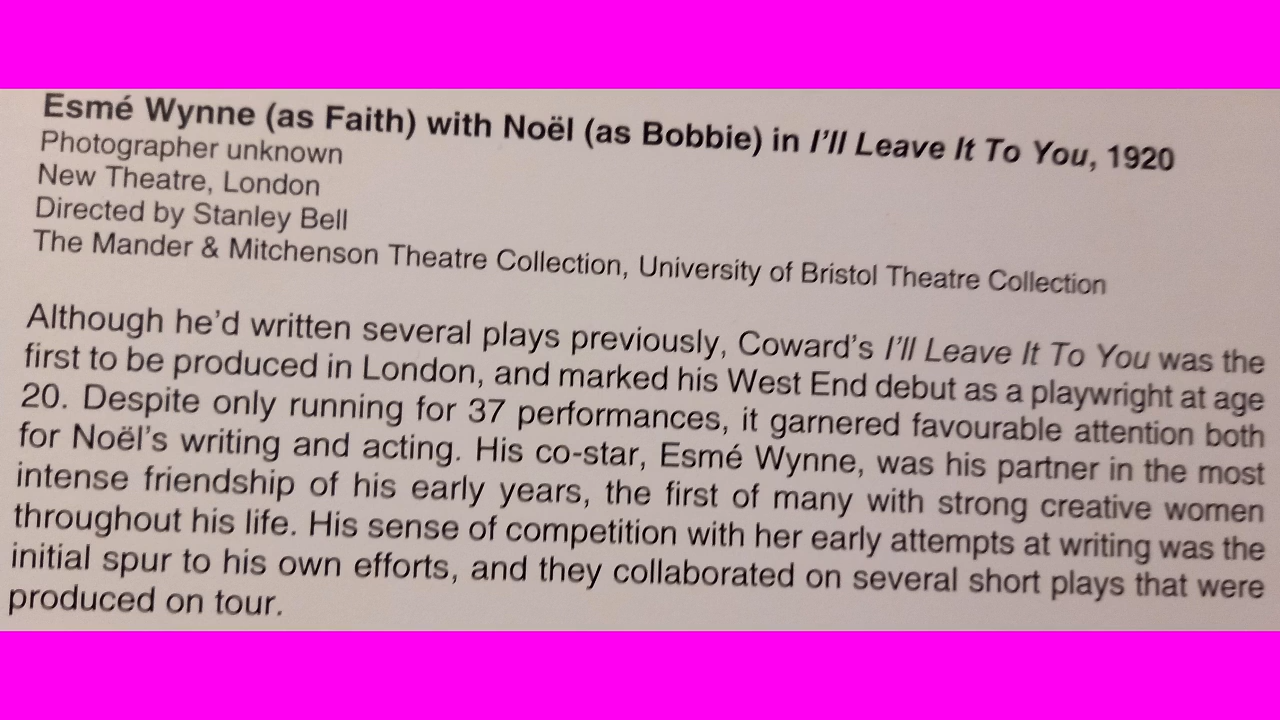 Esmé Wynne (as Faith) with Noël (as Bobbie) in I'll Leave It To You, 1920
Photographer unknown
New Theatre, London
Directed by Stanley Bell
The Mander & Mitchenson Theatre Collection, University of Bristol Theatre Collection
Although he'd written several plays previously, Coward's I'll Leave It To You was the
first to be produced in London, and marked his West End debut as a playwright at age
20. Despite only running for 37 performances, it garnered favourable attention both
for Noël's writing and acting. His co-star, Esmé Wynne, was his partner in the most
intense friendship of his early years, the first of many with strong creative women
throughout his life. His sense of competition with her early attempts at writing was the
initial spur to his own efforts, and they collaborated on several short plays that were
produced on tour.